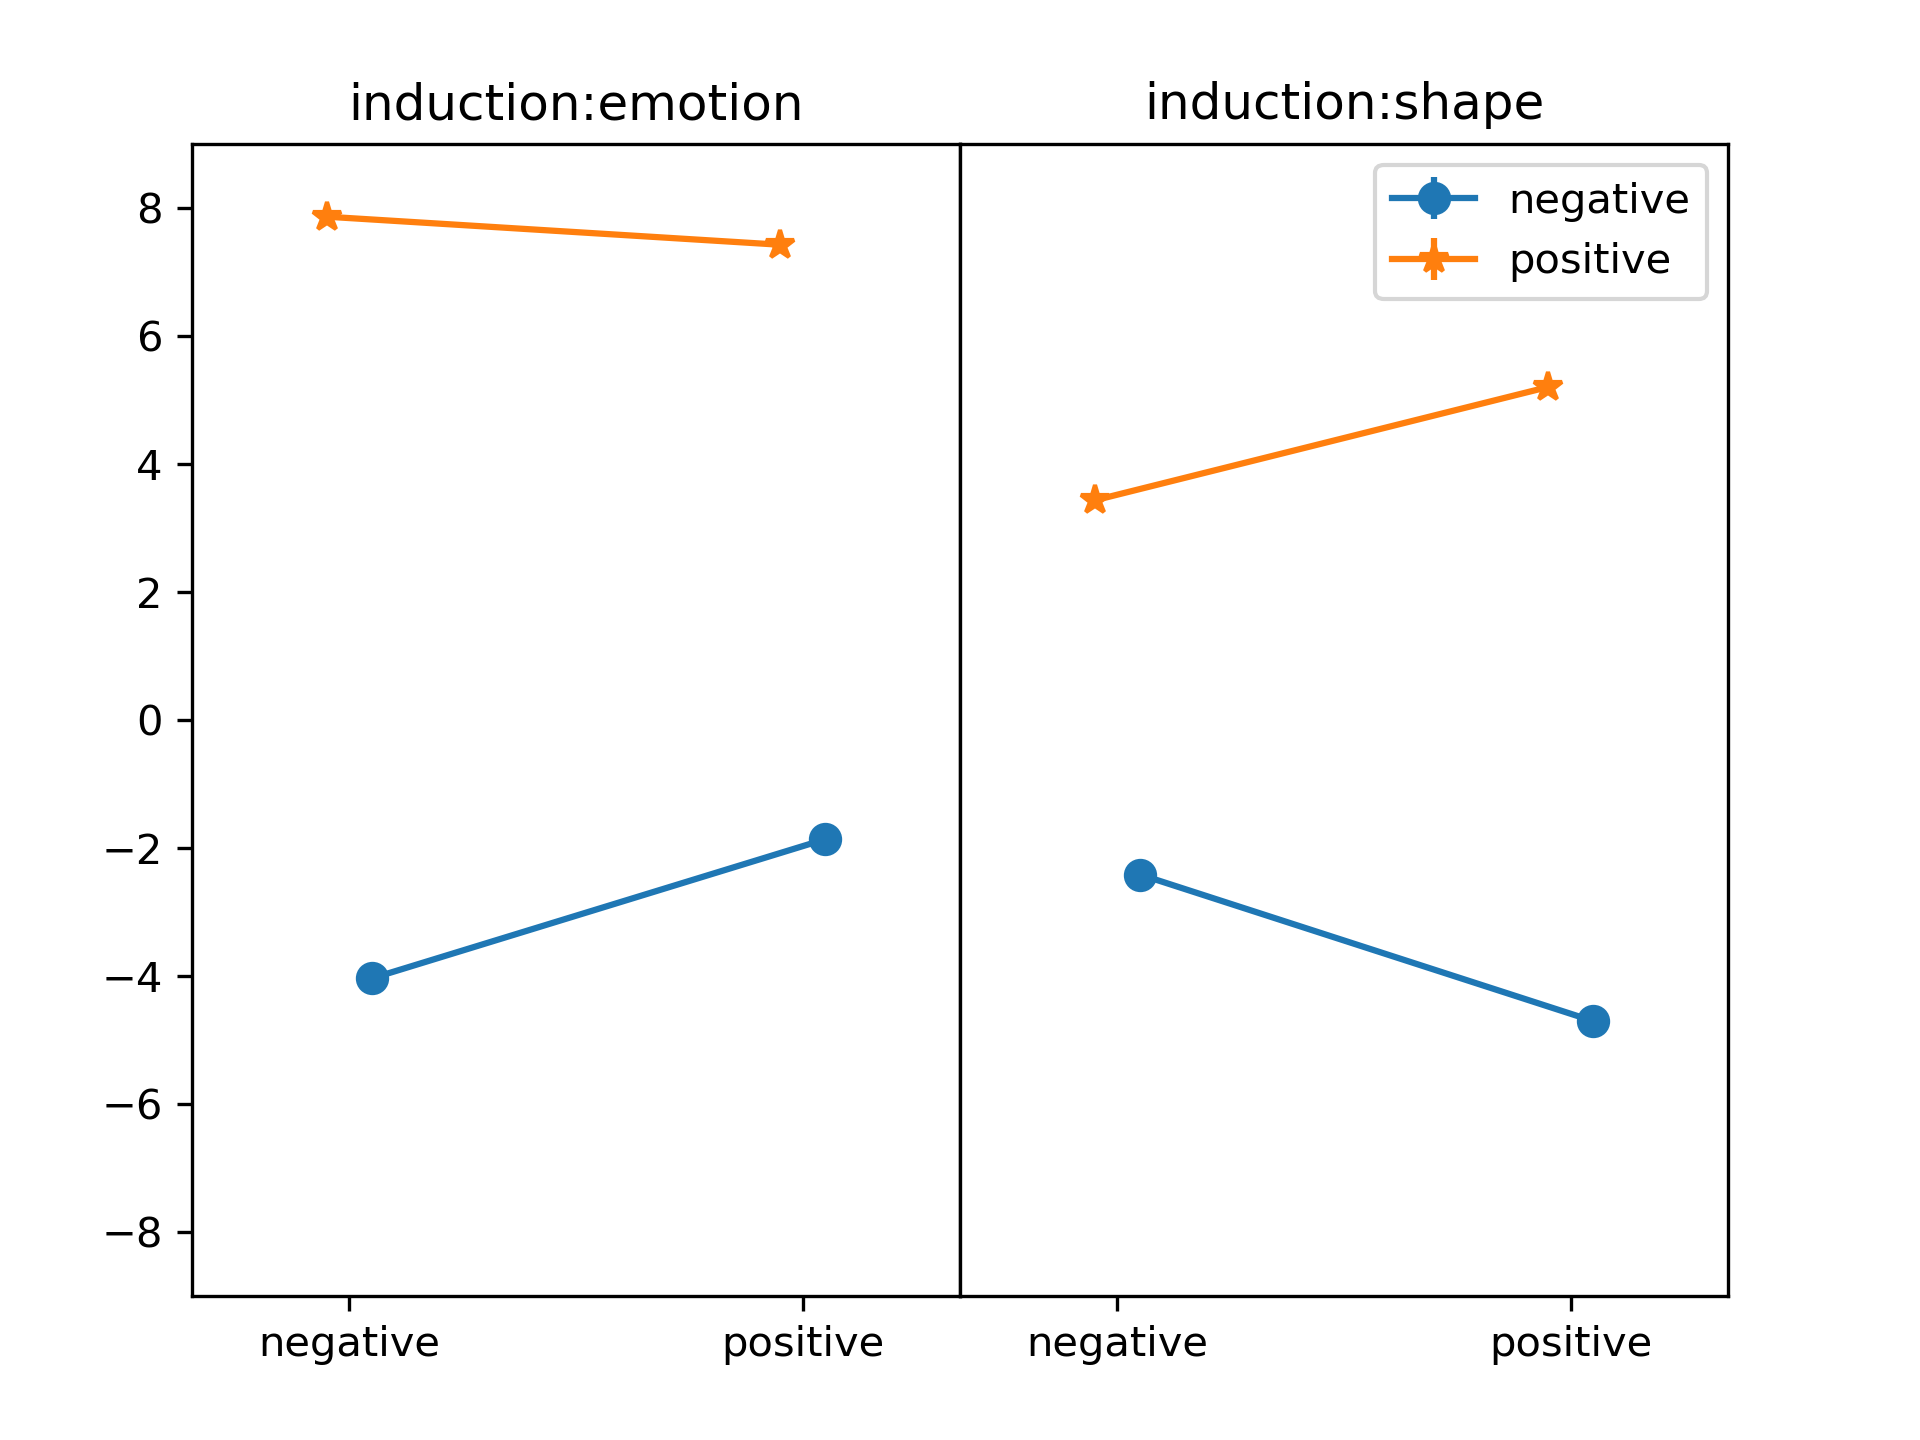 induction:emotion
induction:shape
negative
positive
8
6
4
2
0
−2
−4
−6
−8
negative
positive
negative
positive